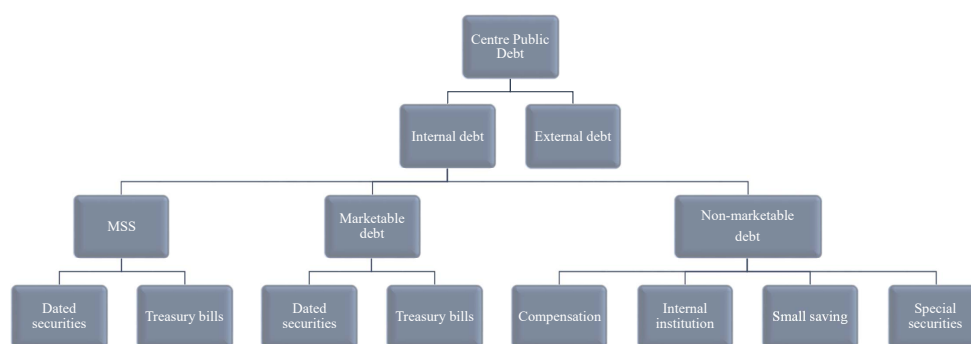 Centre Public
Debt
Internal debt
External debt
MSS
Marketable
debt
Non-marketable
debt
Dated
securities
Treasury bills
Dated
securities
Treasury bills
Compensation
Internal
institution
Small saving
Special
securities